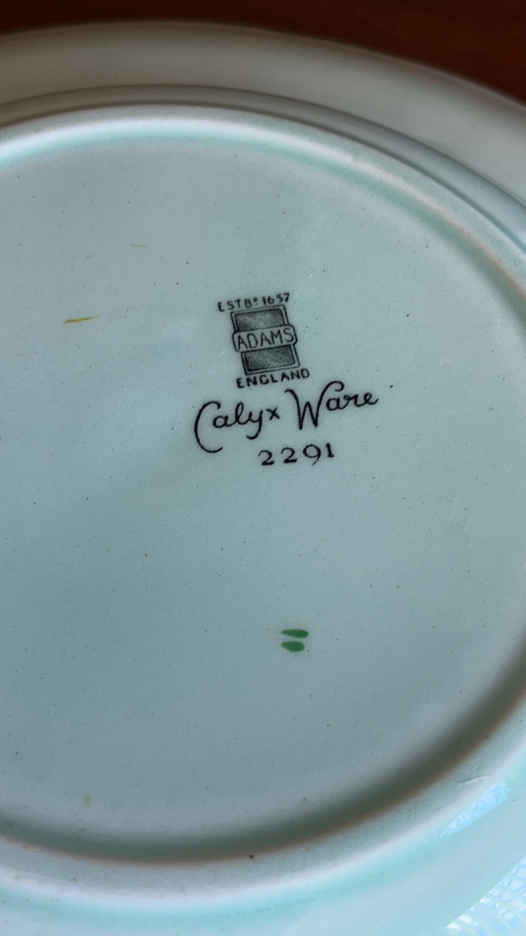 ESTBD 1657
ADAMS
ENGLAND
Calyx Ware
2291